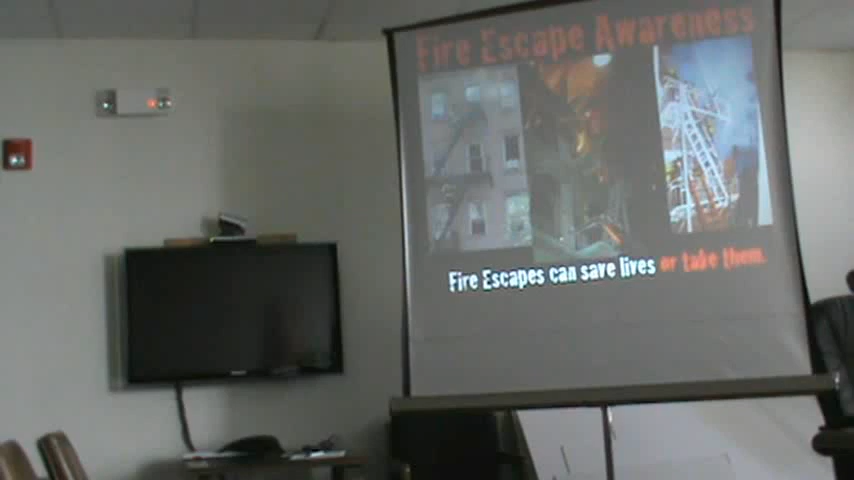 Fire Escape Awareness
Fire Escapes can save lives or take them.